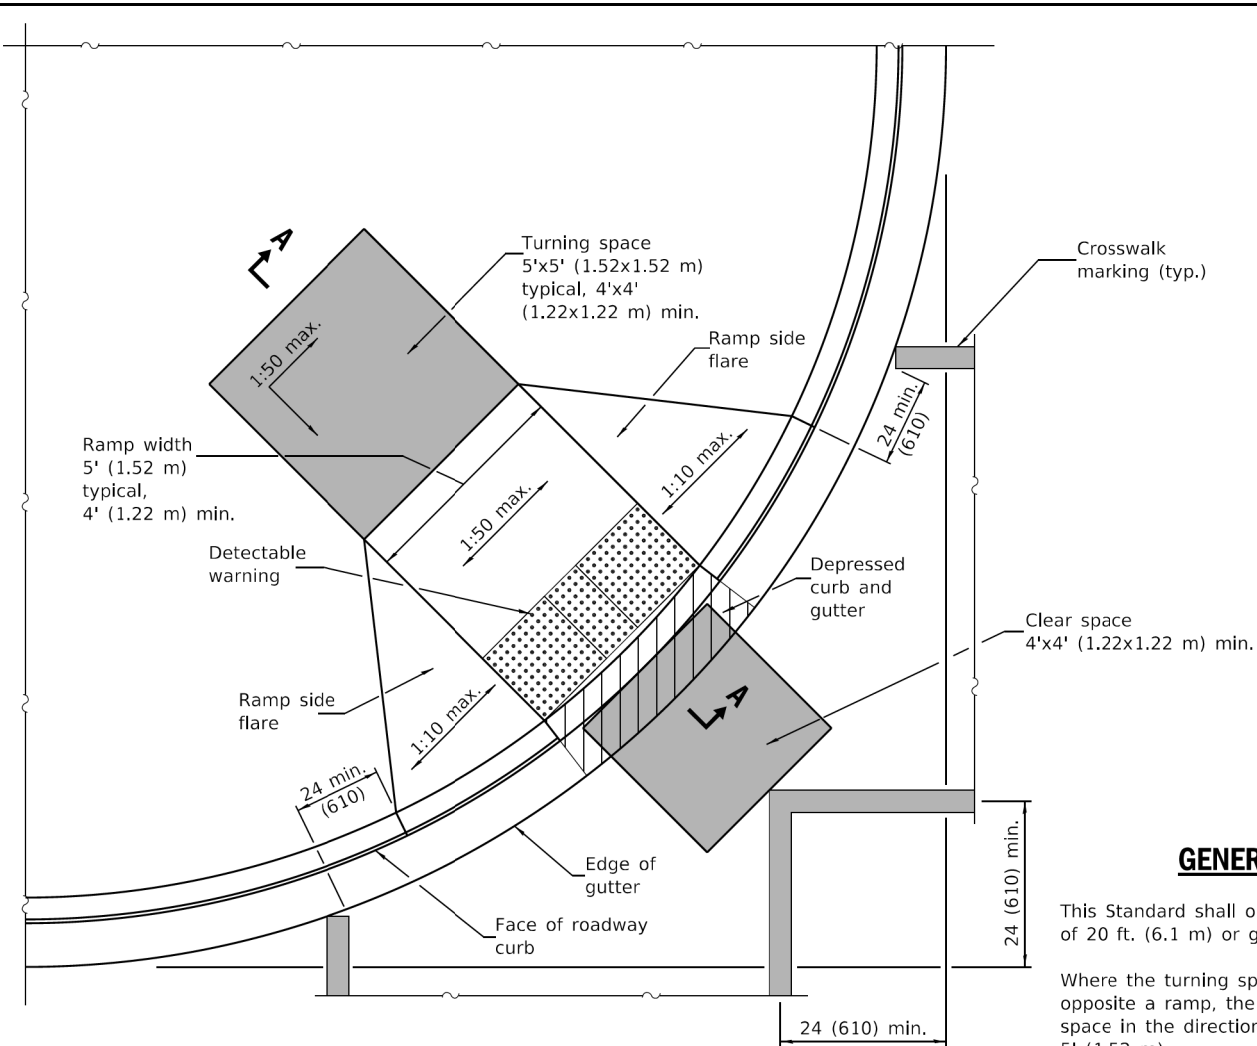 A
Turning space
5'x5' (1.52x1.52 m)
typical, 4'x4'
(1.22x1.22 m) min.
Crosswalk
marking (typ.)
1:50 max.
Ramp side
flare
24 min.
(610)
Ramp width
5' (1.52 m)
typical,
4' (1.22 m) min.
1:10 max.
1:50 max.
Detectable
warning
Depressed
curb and
gutter
Clear space
4'x4' (1.22x1.22 m) min.
Ramp side
flare
1:10 max.
A
24 min.
(610)
Edge of
gutter
Face of roadway
curb
24 (610) min.
24 (610) min.
GENER
This Standard shall o
of 20 ft. (6.1 m) or g
Where the turning sp
opposite a ramp, the
space in the direction
5' (1.52 m)